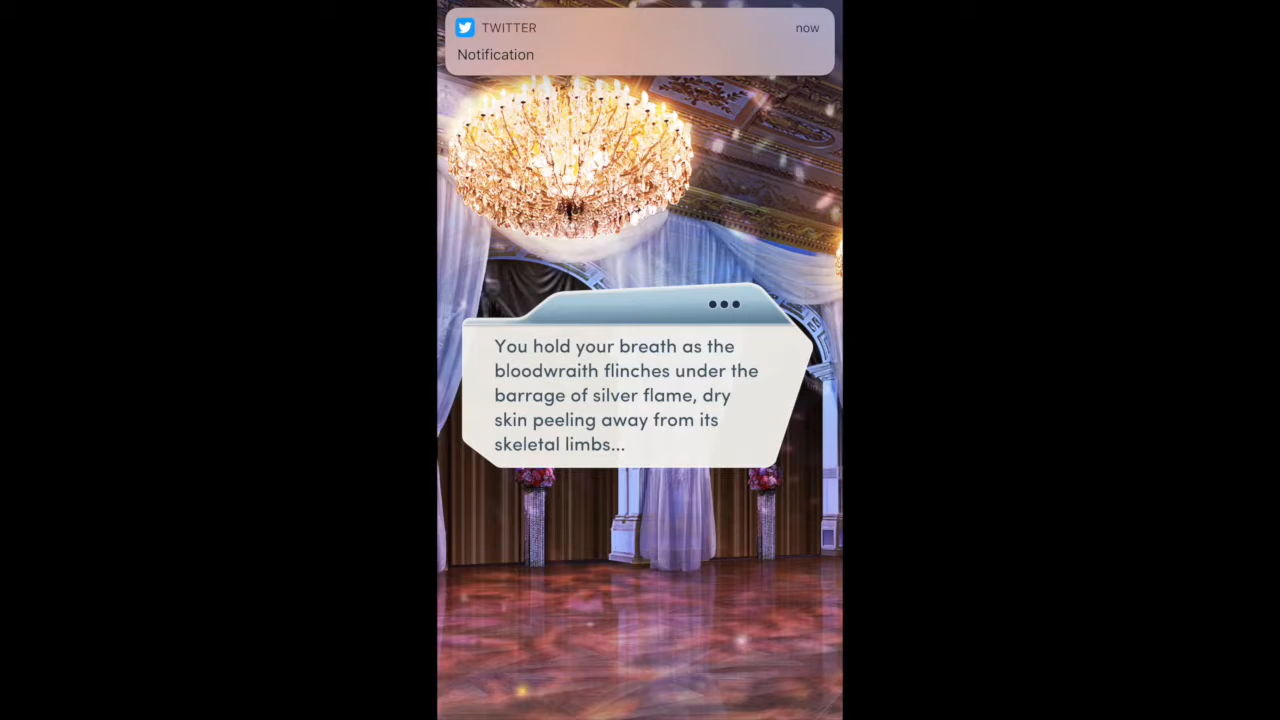 TWITTER now
Notification
You hold your breath as the
bloodwraith flinches under the
barrage of silver flame, dry
skin peeling away from its
skeletal limbs...